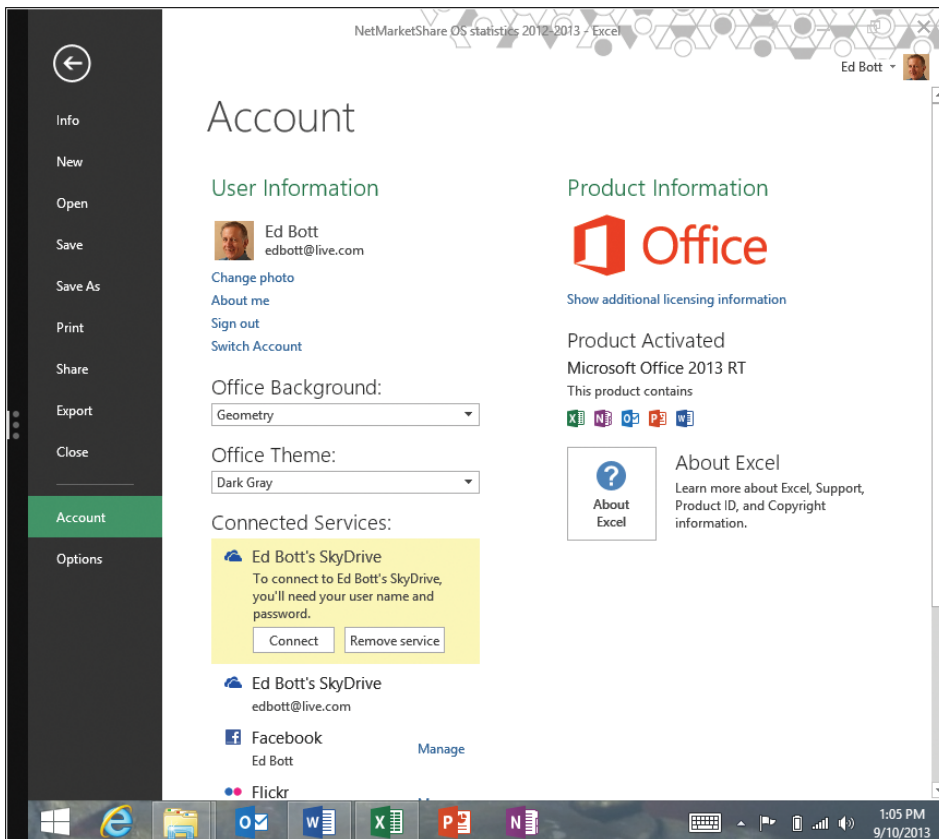 NetMarketShare OS statistics 2012-2013 - Excel
Ed Bott
Info
New
Open
Save
Save As
Print
Share
Export
Close
Account
Options
Account
User Information
Ed Bott
edbott@live.com
Change photo
About me
Sign out
Switch Account
Office Background:
Geometry
Office Theme:
Dark Gray
Connected Services:
Ed Bott's SkyDrive
To connect to Ed Bott's SkyDrive,
you'll need your user name and
password.
Connect
Remove service
Ed Bott's SkyDrive
edbott@live.com
Facebook
Ed Bott
Manage
Flickr
Product Information
Office
Show additional licensing information
Product Activated
Microsoft Office 2013 RT
This product contains
About
Excel
About Excel
Learn more about Excel, Support,
Product ID, and Copyright
information.
1:05 PM
9/10/2013